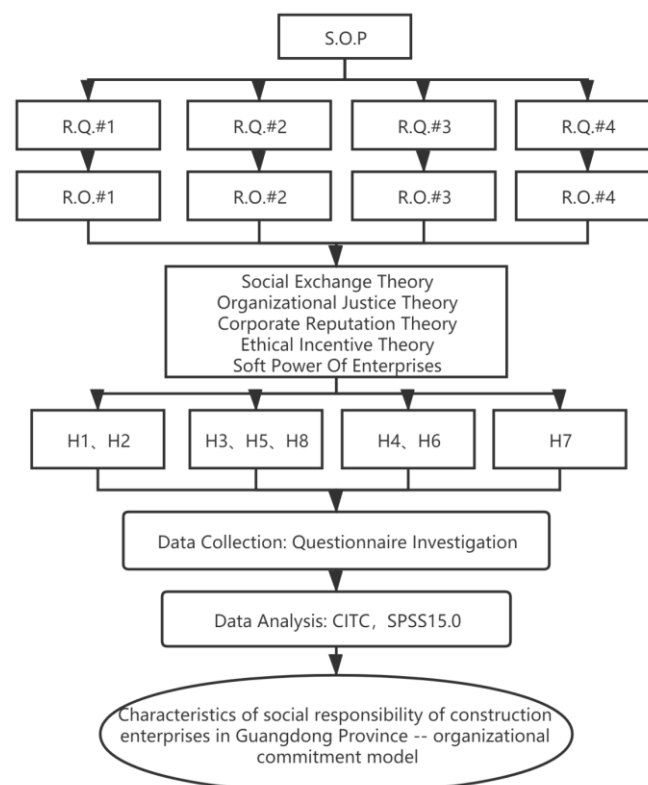 S.O.P
R.Q.#1
R.Q.#2
R.Q.#3
R.Q.#4
R.O.#1
R.O.#2
R.O.#3
R.O.#4
Social Exchange Theory
Organizational Justice Theory
Corporate Reputation Theory
Ethical Incentive Theory
Soft Power Of Enterprises
H1、H2
H3、H5、H8
H4、H6
H7
Data Collection: Questionnaire Investigation
Data Analysis: CITC，SPSS15.0
Characteristics of social responsibility of construction
enterprises in Guangdong Province -- organizational
commitment model